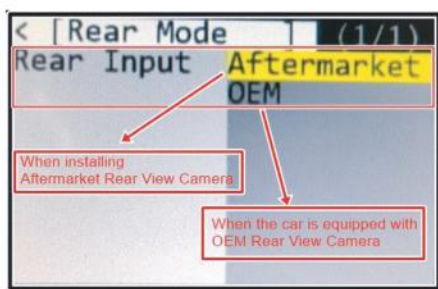 < [Rear Mode ] (1/1)
Rear Input Aftermarket
OEM
When installing
Aftermarket Rear View Camera
When the car is equipped with
OEM Rear View Camera